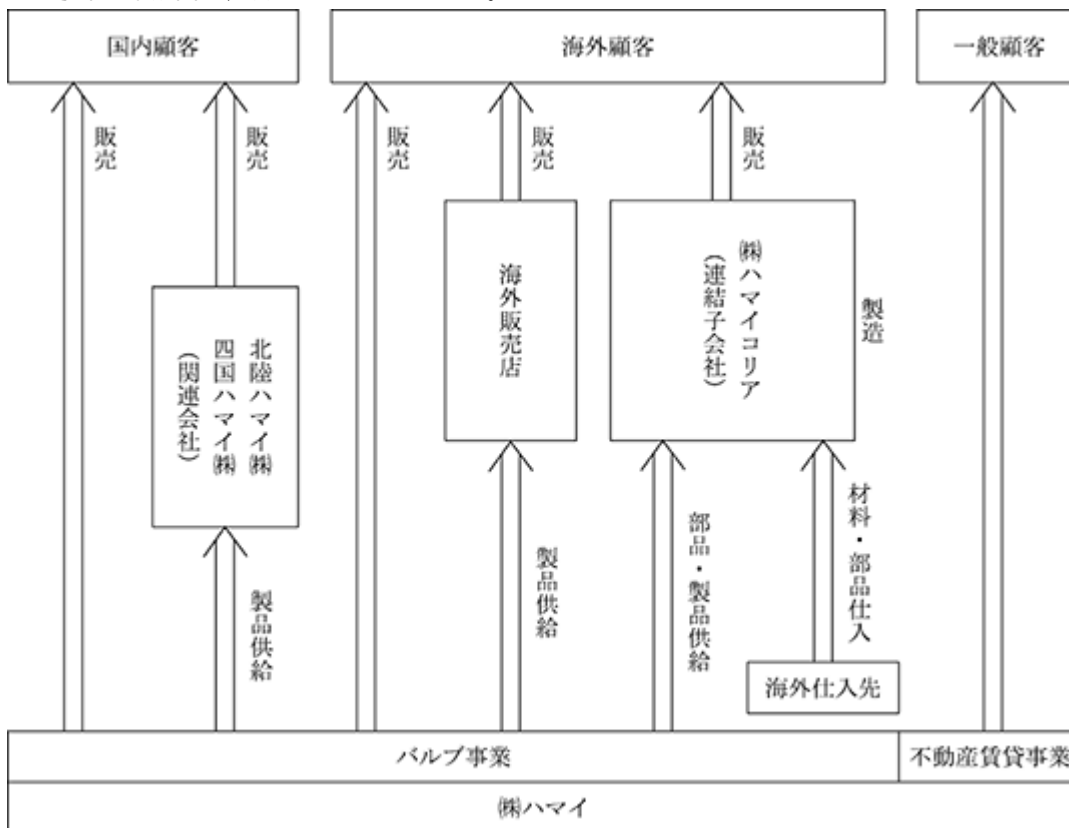 国内顧客
海外顧客
一般顧客
販売
販売
販売
販売
販売
北陸ハマイ㈱
四国ハマイ㈱
(関連会社)
海外販売店
㈱ハマイコリア
(連結子会社)
製造
製品供給
製品供給
部品・製品供給
材料・部品仕入
海外仕入先
バルブ事業
不動産賃貸事業
㈱ハマイ